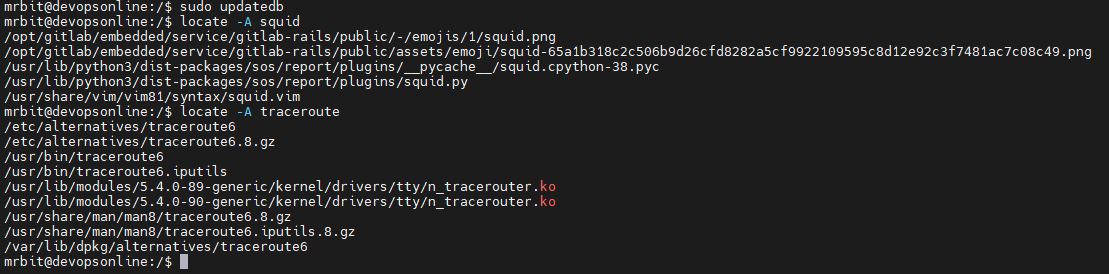 mrbit@devopsonline:/$ sudo updatedb
mrbit@devopsonline:/$ locate -A squid
/opt/gitlab/embedded/service/gitlab-rails/public/-/emojis/1/squid.png
/opt/gitlab/embedded/service/gitlab-rails/public/assets/emoji/squid-65a1b318c2c506b9d26cfd8282a5cf9922109595c8d12e92c3f7481ac7c08c49.png
/usr/lib/python3/dist-packages/sos/report/plugins/__pycache__/squid.cpython-38.pyc
/usr/lib/python3/dist-packages/sos/report/plugins/squid.py
/usr/share/vim/vim81/syntax/squid.vim
mrbit@devopsonline:/$ locate -A traceroute
/etc/alternatives/traceroute6
/etc/alternatives/traceroute6.8.gz
/usr/bin/traceroute6
/usr/bin/traceroute6.iputils
/usr/lib/modules/5.4.0-89-generic/kernel/drivers/tty/n_tracerouter.ko
/usr/lib/modules/5.4.0-90-generic/kernel/drivers/tty/n_tracerouter.ko
/usr/share/man/man8/traceroute6.8.gz
/usr/share/man/man8/traceroute6.iputils.8.gz
/var/lib/dpkg/alternatives/traceroute6
mrbit@devopsonline:/$